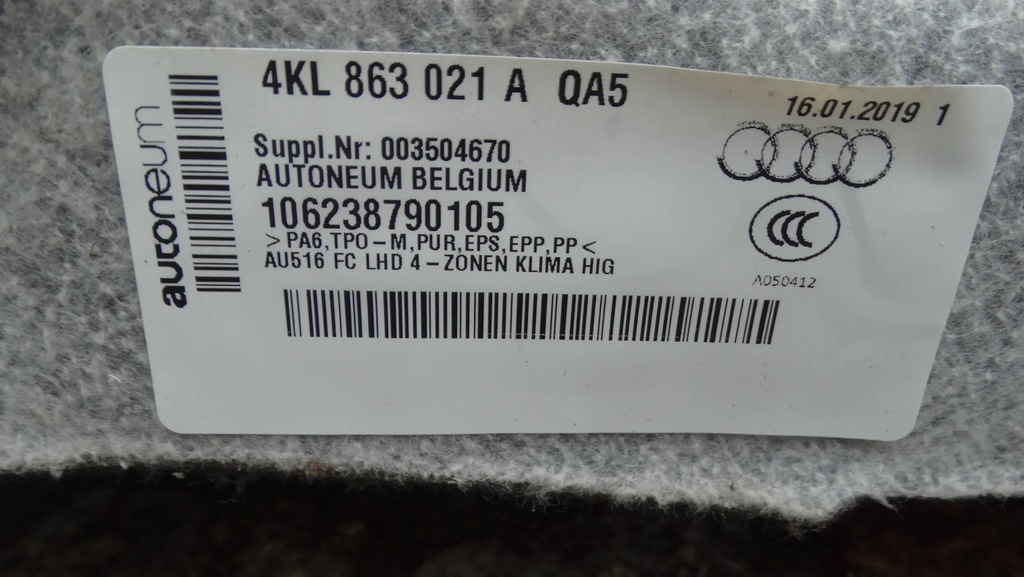 4KL 863 021 A QA5
16.01.2019 1
Suppl.Nr: 003504670
AUTONEUM BELGIUM
106238790105
>PA6,TPO-M,PUR,EPS,EPP,PP<
AU516 FC LHD 4-ZONEN KLIMA HIG
CCC
A050412
autoneum